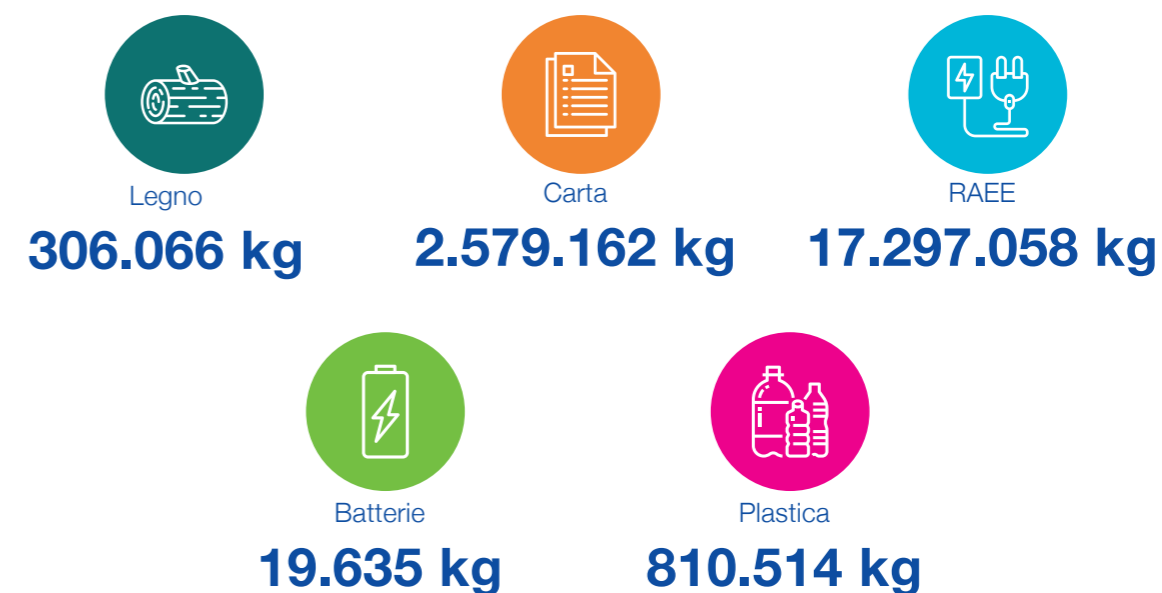 Legno
306.066 kg
Carta
2.579.162 kg
RAEE
17.297.058 kg
Batterie
19.635 kg
Plastica
810.514 kg